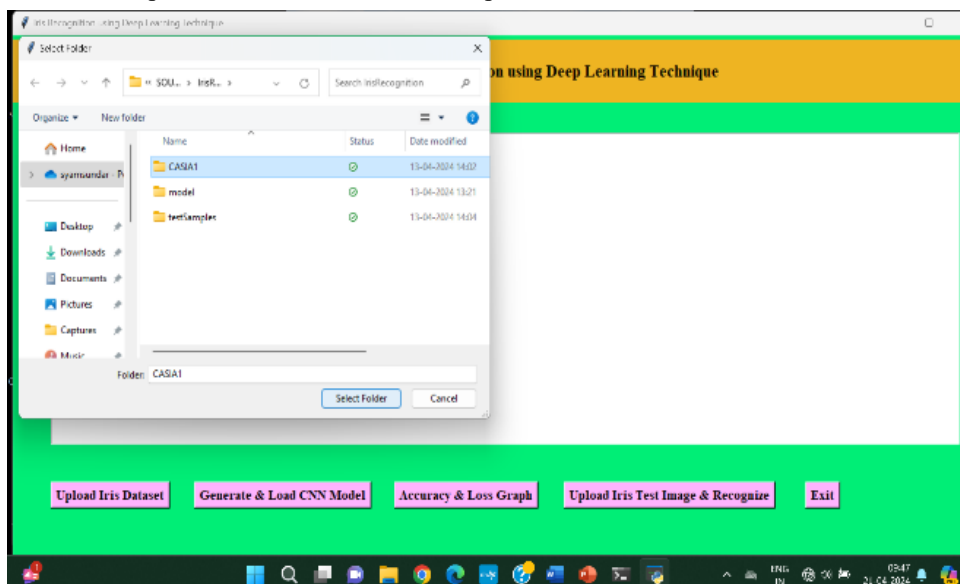 Iris Recognition using Deep Learning Technique
Select Folder
on using Deep Learning Technique
« SOU... › IrisR... ›
Search IrisRecognition
Organize
New folder
Name Status Date modified
Home
CASIA1 13-04-2024 14:02
syamsundar - Pe
model 13-04-2024 13:21
testSamples 13-04-2024 14:04
Desktop
Downloads
Documents
Pictures
Captures
Music
Folder: CASIA1
Select Folder
Cancel
Upload Iris Dataset
Generate & Load CNN Model
Accuracy & Loss Graph
Upload Iris Test Image & Recognize
Exit
ENG
IN
09:47
21-04-2024